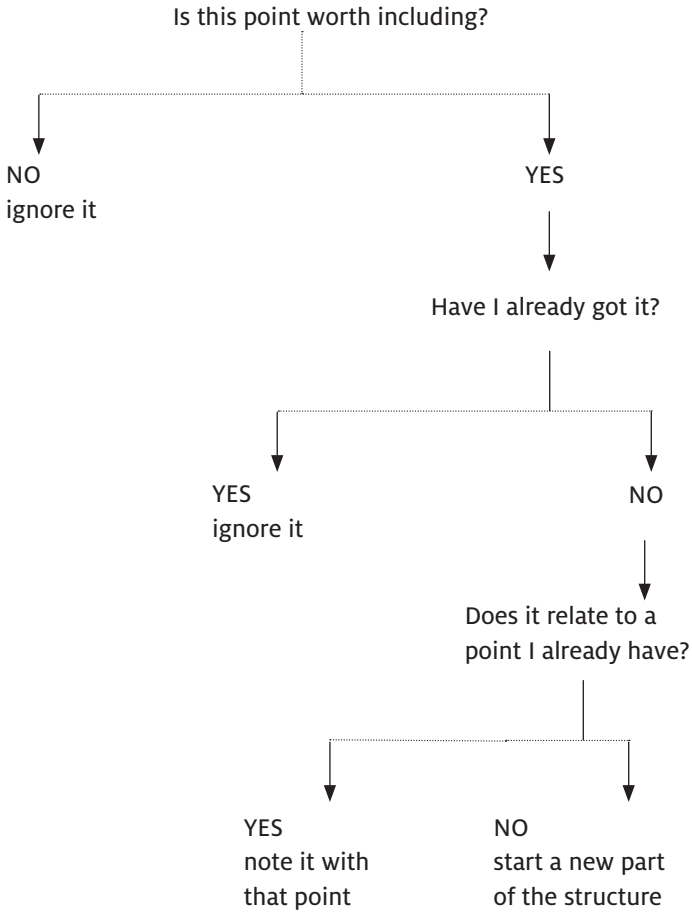 Is this point worth including?
NO
ignore it
YES
Have I already got it?
YES
ignore it
NO
Does it relate to a
point I already have?
YES
note it with
that point
NO
start a new part
of the structure